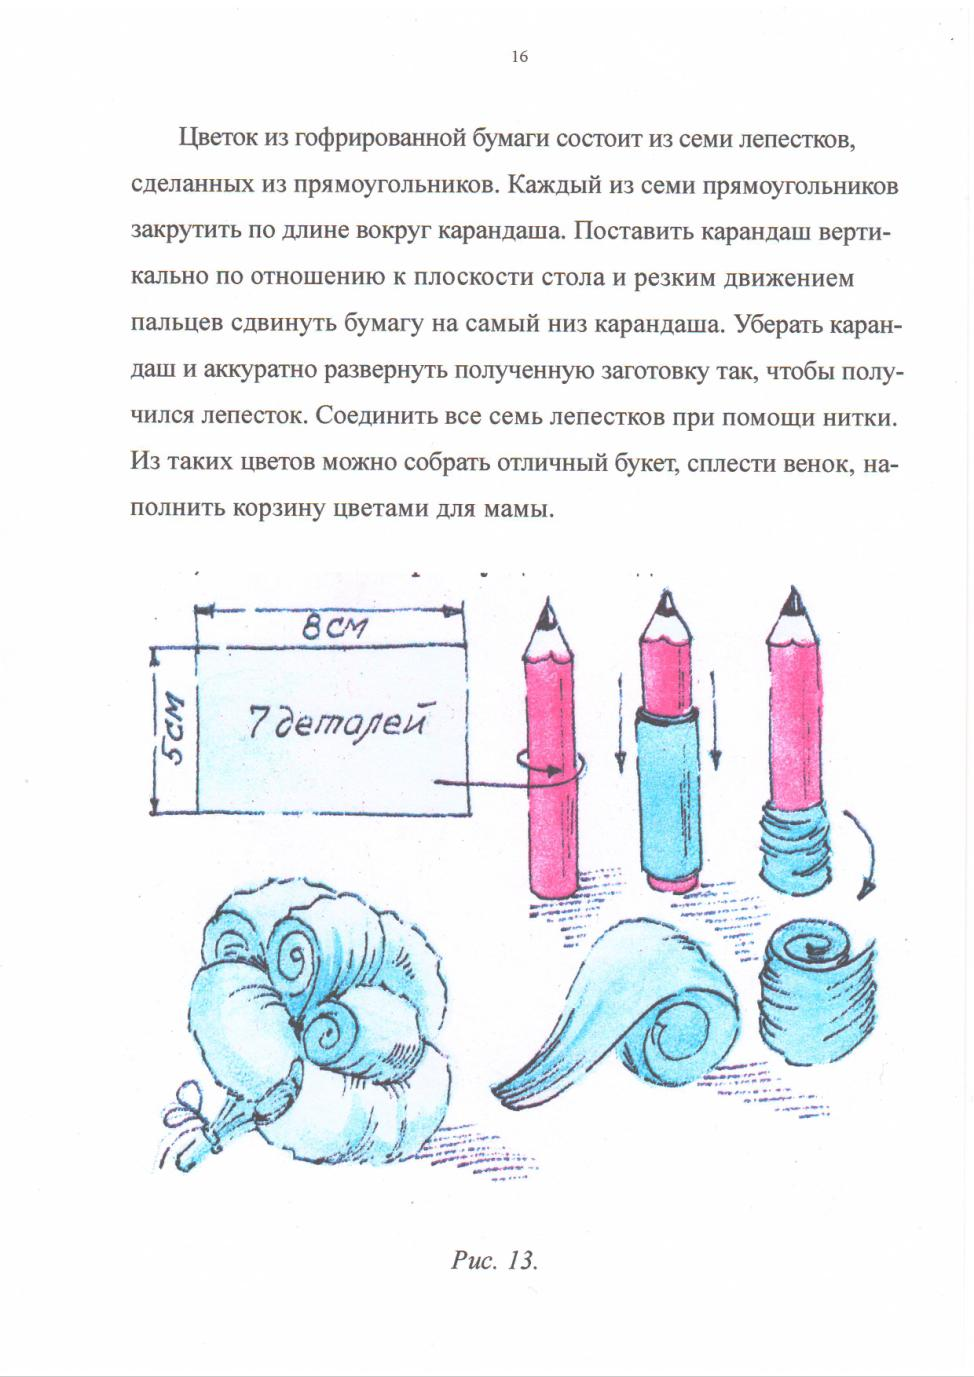 16
Цветок из гофрированной бумаги состоит из семи лепестков,
сделанных из прямоугольников. Каждый из семи прямоугольников
закрутить по длине вокруг карандаша. Поставить карандаш верти-
кально по отношению к плоскости стола и резким движением
пальцев сдвинуть бумагу на самый низ карандаша. Уберать каран-
даш и аккуратно развернуть полученную заготовку так, чтобы полу-
чился лепесток. Соединить все семь лепестков при помощи нитки.
Из таких цветов можно собрать отличный букет, сплести венок, на-
полнить корзину цветами для мамы.
8 см
5 см
7 деталей
Рис. 13.